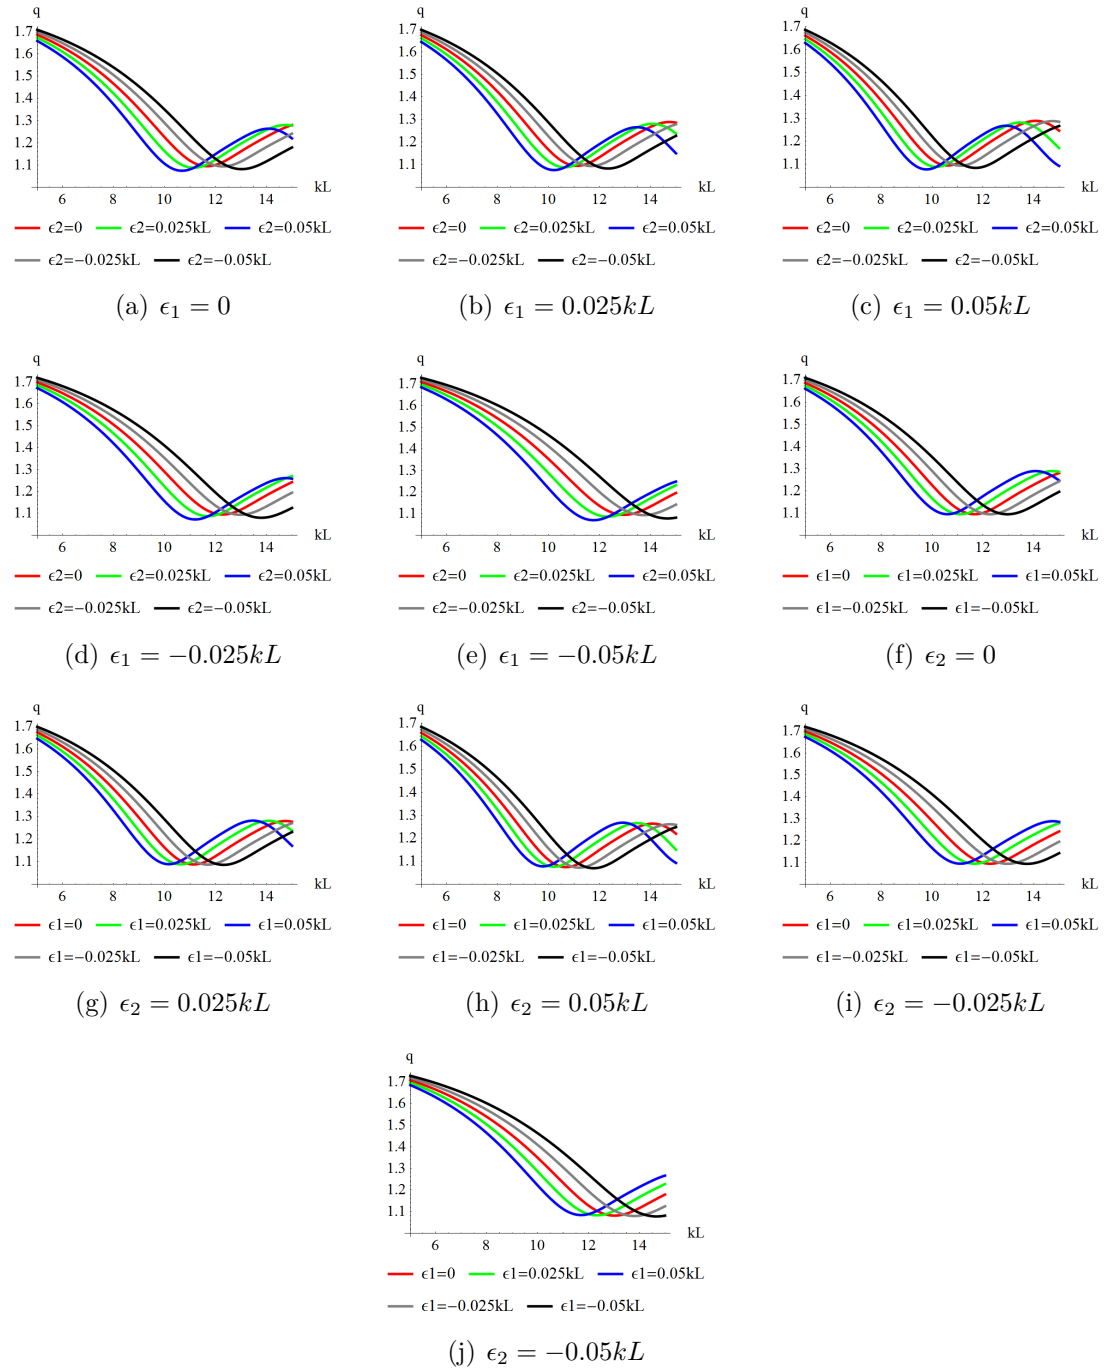 q
q
q
1.7
1.6
1.5
1.4
1.3
1.2
1.1
6 8 10 12 14 kL
1.7
1.6
1.5
1.4
1.3
1.2
1.1
6 8 10 12 14 kL
1.7
1.6
1.5
1.4
1.3
1.2
1.1
6 8 10 12 14 kL
ϵ2=0 ϵ2=0.025kL ϵ2=0.05kL
ϵ2=−0.025kL ϵ2=−0.05kL
ϵ2=0 ϵ2=0.025kL ϵ2=0.05kL
ϵ2=−0.025kL ϵ2=−0.05kL
ϵ2=0 ϵ2=0.025kL ϵ2=0.05kL
ϵ2=−0.025kL ϵ2=−0.05kL
(a) ϵ₁ = 0
(b) ϵ₁ = 0.025kL
(c) ϵ₁ = 0.05kL
q
q
q
1.7
1.6
1.5
1.4
1.3
1.2
1.1
6 8 10 12 14 kL
1.7
1.6
1.5
1.4
1.3
1.2
1.1
6 8 10 12 14 kL
1.7
1.6
1.5
1.4
1.3
1.2
1.1
6 8 10 12 14 kL
ϵ2=0 ϵ2=0.025kL ϵ2=0.05kL
ϵ2=−0.025kL ϵ2=−0.05kL
ϵ2=0 ϵ2=0.025kL ϵ2=0.05kL
ϵ2=−0.025kL ϵ2=−0.05kL
ϵ1=0 ϵ1=0.025kL ϵ1=0.05kL
ϵ1=−0.025kL ϵ1=−0.05kL
(d) ϵ₁ = −0.025kL
(e) ϵ₁ = −0.05kL
(f) ϵ₂ = 0
q
q
q
1.7
1.6
1.5
1.4
1.3
1.2
1.1
6 8 10 12 14 kL
1.7
1.6
1.5
1.4
1.3
1.2
1.1
6 8 10 12 14 kL
1.7
1.6
1.5
1.4
1.3
1.2
1.1
6 8 10 12 14 kL
ϵ1=0 ϵ1=0.025kL ϵ1=0.05kL
ϵ1=−0.025kL ϵ1=−0.05kL
ϵ1=0 ϵ1=0.025kL ϵ1=0.05kL
ϵ1=−0.025kL ϵ1=−0.05kL
ϵ1=0 ϵ1=0.025kL ϵ1=0.05kL
ϵ1=−0.025kL ϵ1=−0.05kL
(g) ϵ₂ = 0.025kL
(h) ϵ₂ = 0.05kL
(i) ϵ₂ = −0.025kL
q
1.7
1.6
1.5
1.4
1.3
1.2
1.1
6 8 10 12 14 kL
ϵ1=0 ϵ1=0.025kL ϵ1=0.05kL
ϵ1=−0.025kL ϵ1=−0.05kL
(j) ϵ₂ = −0.05kL